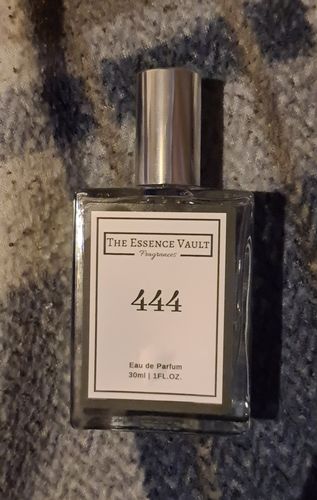 The Essence Vault
Fragrances
444
Eau de Parfum
30ml | 1FL.OZ.